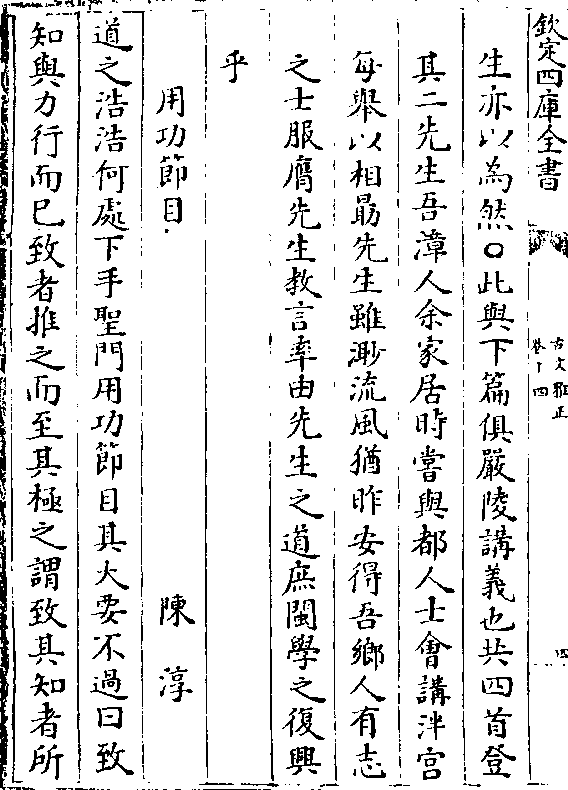 欽定四庫全書
古文雅正
卷十四
四
生亦以為然〇此與下篇俱嚴陵講義也共四首登
其二先生吾漳人余家居時嘗與都人士會講泮宮
每舉以相勗先生雖渺流風猶昨安得吾鄉人有志
之士服膺先生教言率由先生之道庶閩學之復興
乎
用功節目
陳淳
道之浩浩何處下手聖門用功節目其大要不過曰致
知與力行而已致者推之而至其極之謂致其知者所